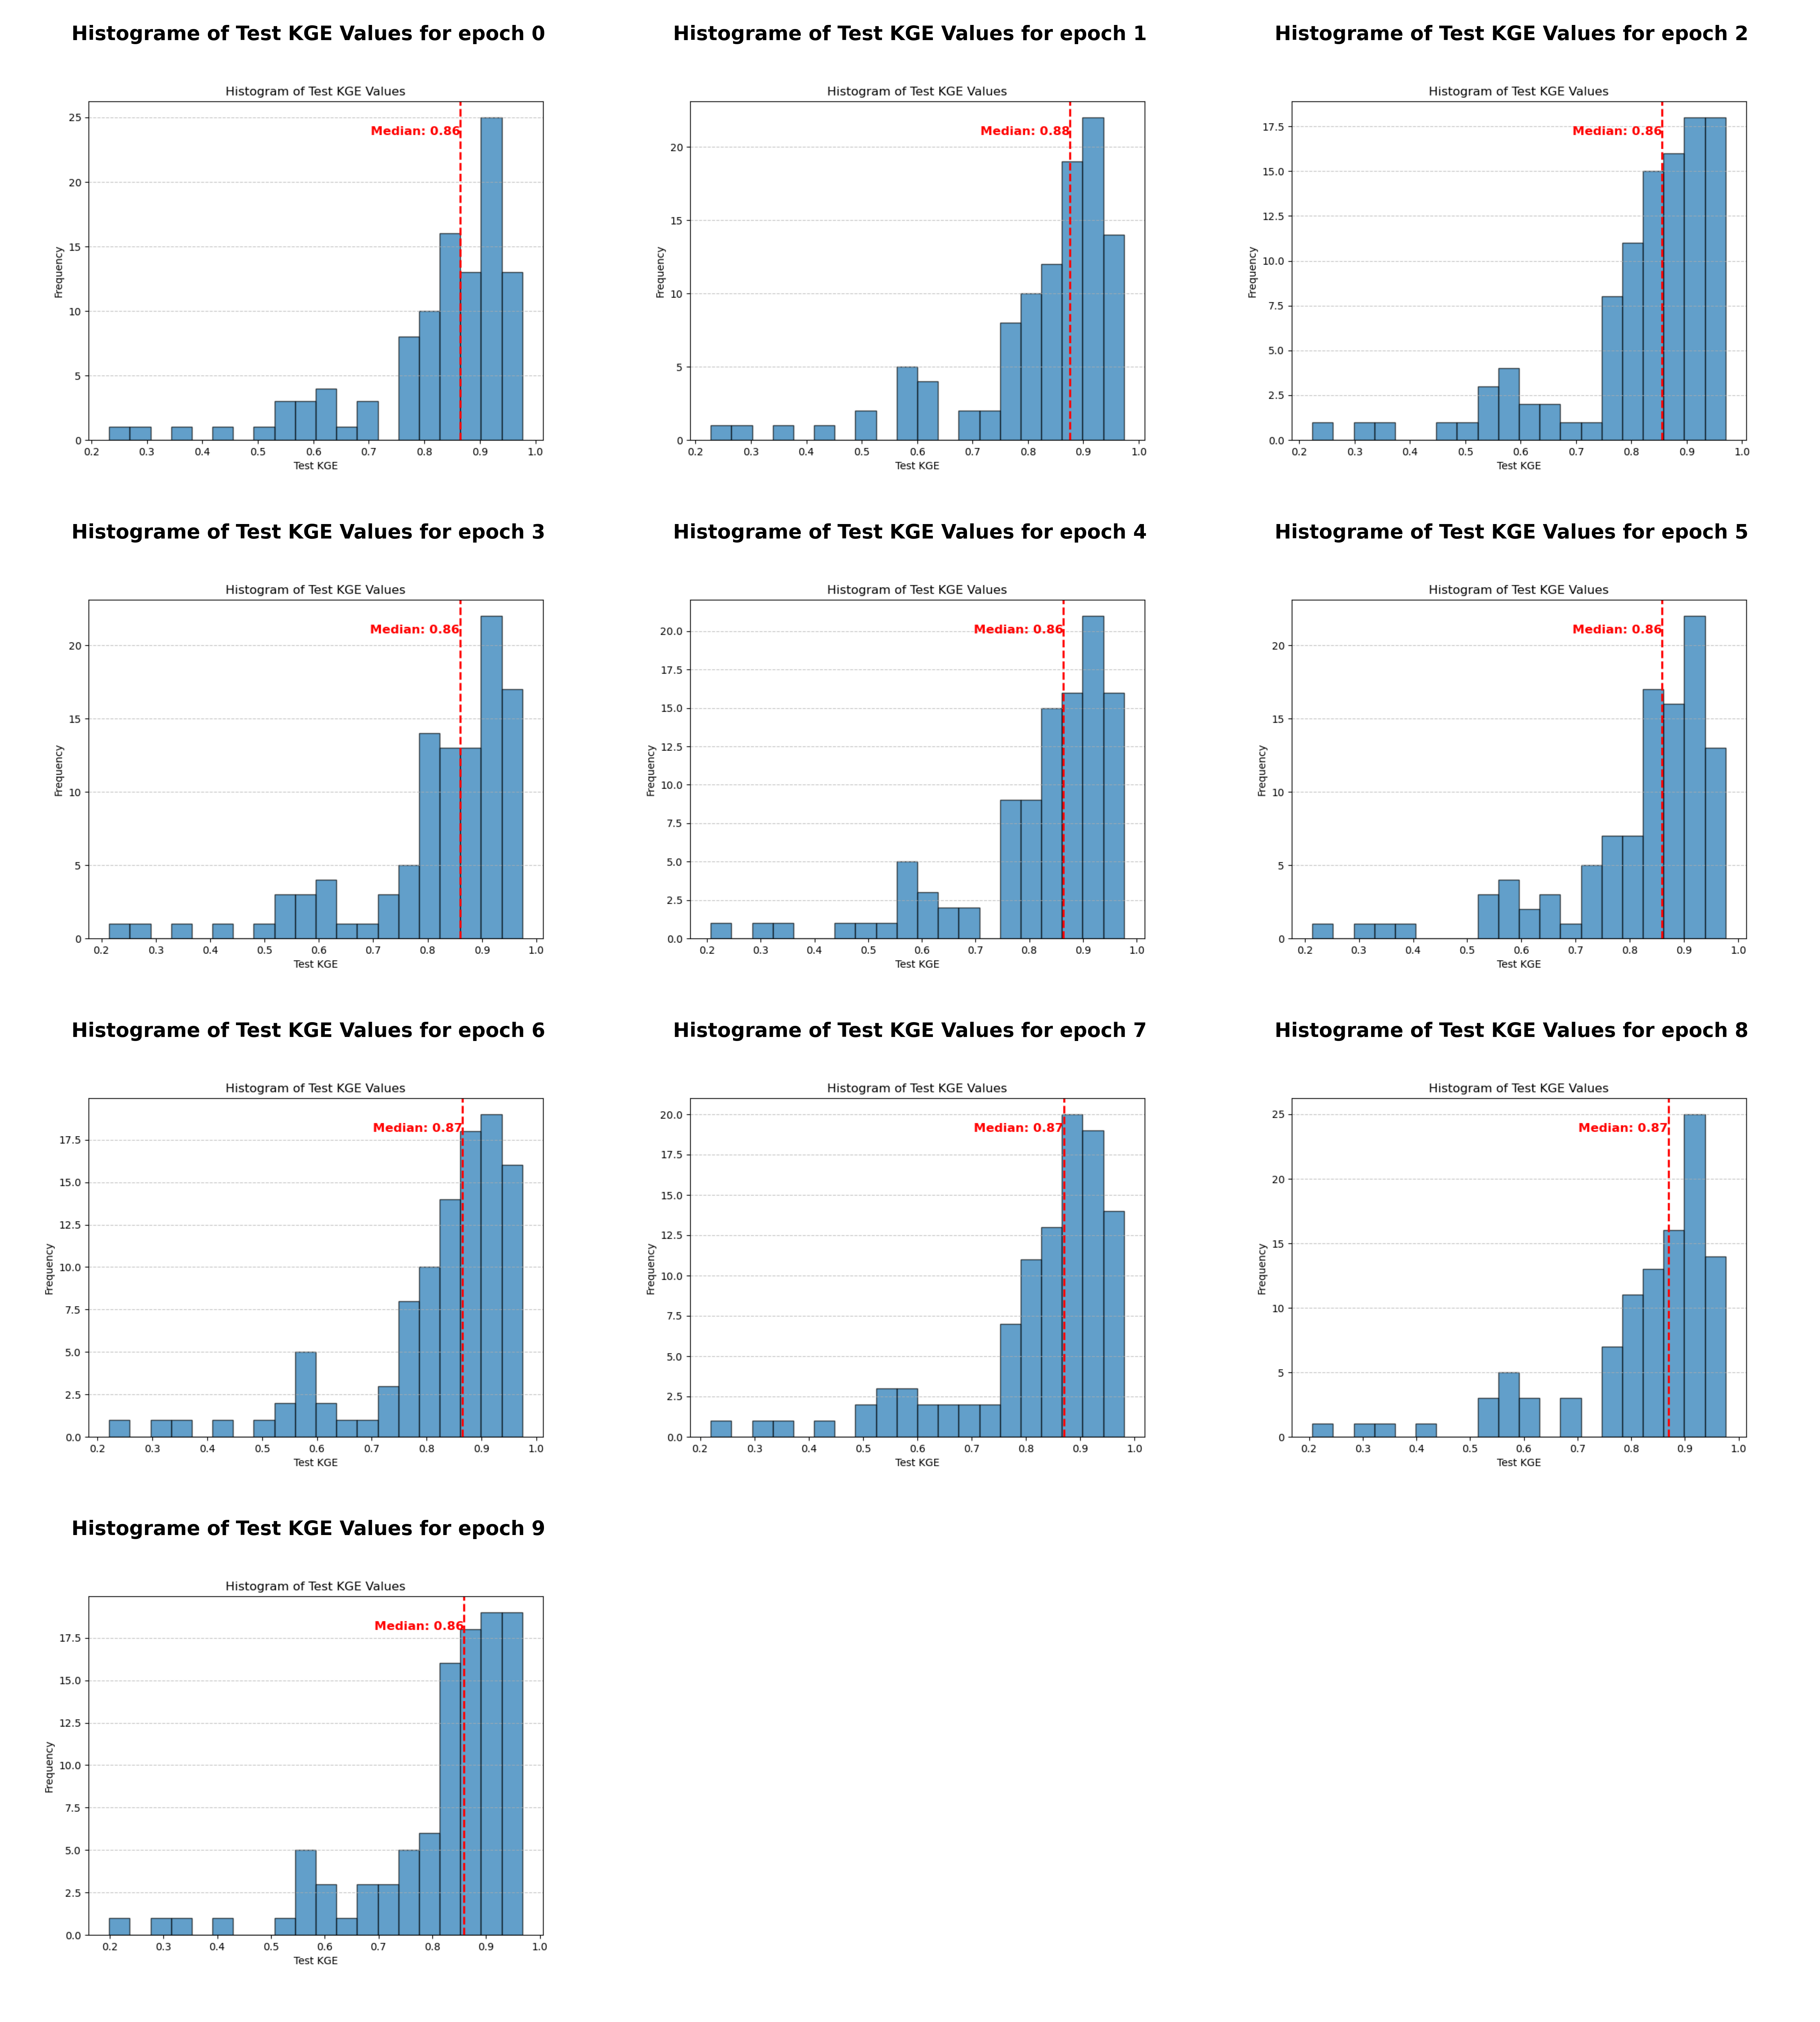 Histograme of Test KGE Values for epoch 0
Histogram of Test KGE Values
Median: 0.86
25
20
15
10
5
0
Frequency
0.2 0.3 0.4 0.5 0.6 0.7 0.8 0.9 1.0
Test KGE
Histograme of Test KGE Values for epoch 1
Histogram of Test KGE Values
Median: 0.88
20
15
10
5
0
Frequency
0.2 0.3 0.4 0.5 0.6 0.7 0.8 0.9 1.0
Test KGE
Histograme of Test KGE Values for epoch 2
Histogram of Test KGE Values
Median: 0.86
17.5
15.0
12.5
10.0
7.5
5.0
2.5
0.0
Frequency
0.2 0.3 0.4 0.5 0.6 0.7 0.8 0.9 1.0
Test KGE
Histograme of Test KGE Values for epoch 3
Histogram of Test KGE Values
Median: 0.86
20
15
10
5
0
Frequency
0.2 0.3 0.4 0.5 0.6 0.7 0.8 0.9 1.0
Test KGE
Histograme of Test KGE Values for epoch 4
Histogram of Test KGE Values
Median: 0.86
20.0
17.5
15.0
12.5
10.0
7.5
5.0
2.5
0.0
Frequency
0.2 0.3 0.4 0.5 0.6 0.7 0.8 0.9 1.0
Test KGE
Histograme of Test KGE Values for epoch 5
Histogram of Test KGE Values
Median: 0.86
20
15
10
5
0
Frequency
0.2 0.3 0.4 0.5 0.6 0.7 0.8 0.9 1.0
Test KGE
Histograme of Test KGE Values for epoch 6
Histogram of Test KGE Values
Median: 0.87
17.5
15.0
12.5
10.0
7.5
5.0
2.5
0.0
Frequency
0.2 0.3 0.4 0.5 0.6 0.7 0.8 0.9 1.0
Test KGE
Histograme of Test KGE Values for epoch 7
Histogram of Test KGE Values
Median: 0.87
20.0
17.5
15.0
12.5
10.0
7.5
5.0
2.5
0.0
Frequency
0.2 0.3 0.4 0.5 0.6 0.7 0.8 0.9 1.0
Test KGE
Histograme of Test KGE Values for epoch 8
Histogram of Test KGE Values
Median: 0.87
25
20
15
10
5
0
Frequency
0.2 0.3 0.4 0.5 0.6 0.7 0.8 0.9 1.0
Test KGE
Histograme of Test KGE Values for epoch 9
Histogram of Test KGE Values
Median: 0.86
17.5
15.0
12.5
10.0
7.5
5.0
2.5
0.0
Frequency
0.2 0.3 0.4 0.5 0.6 0.7 0.8 0.9 1.0
Test KGE